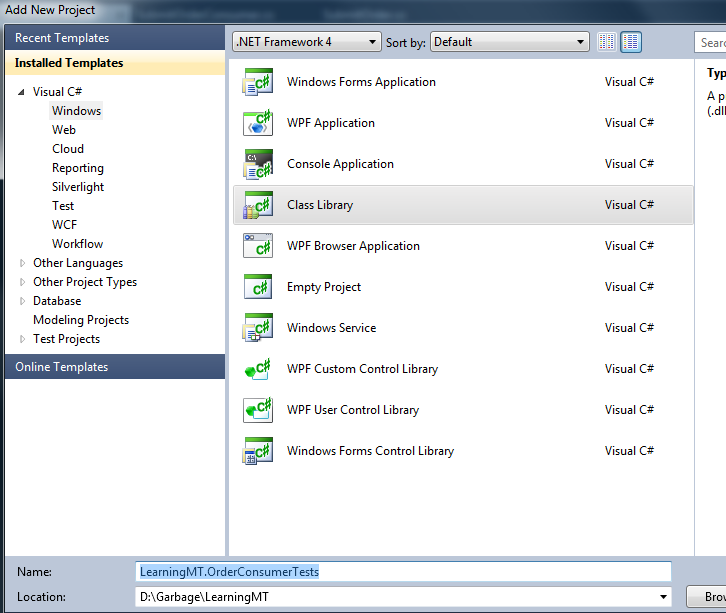 Add New Project
Recent Templates
Installed Templates
Visual C#
Windows
Web
Cloud
Reporting
Silverlight
Test
WCF
Workflow
Other Languages
Other Project Types
Database
Modeling Projects
Test Projects
Online Templates
.NET Framework 4
Sort by: Default
Windows Forms Application Visual C#
WPF Application Visual C#
Console Application Visual C#
Class Library Visual C#
WPF Browser Application Visual C#
Empty Project Visual C#
Windows Service Visual C#
WPF Custom Control Library Visual C#
WPF User Control Library Visual C#
Windows Forms Control Library Visual C#
Sear
Typ
A p
(.dl
Name: LearningMT.OrderConsumerTests
Location: D:\Garbage\LearningMT
Brow